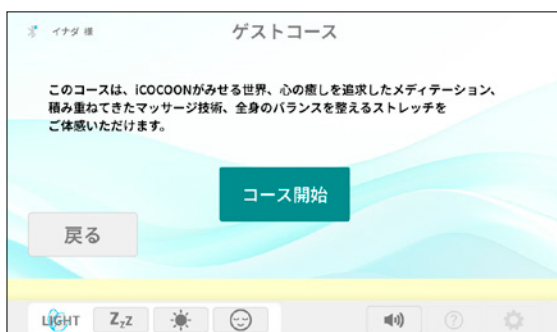 イナダ 様
ゲストコース
このコースは、iCOCOONがみせる世界、心の癒しを追求したメディテーション、
積み重ねてきたマッサージ技術、全身のバランスを整えるストレッチを
ご体感いただけます。
コース開始
戻る
LIGHT
ZzZ
?